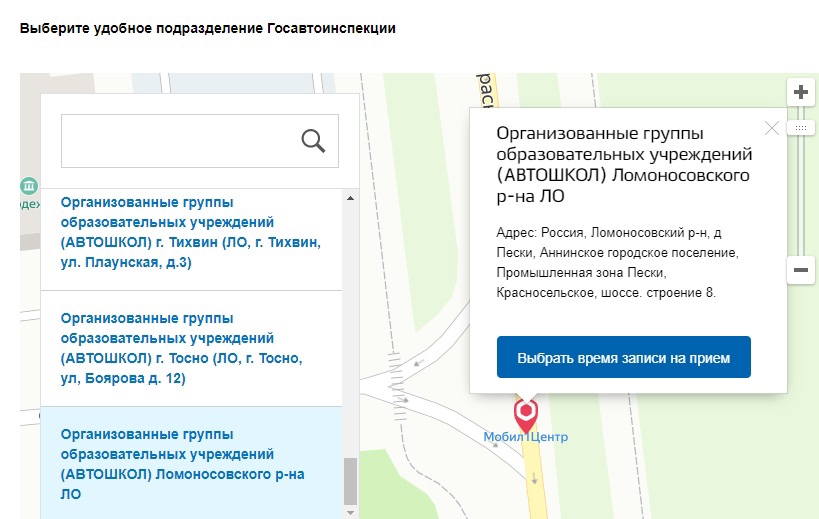 Выберите удобное подразделение Госавтоинспекции
Организованные группы
образовательных учреждений
(АВТОШКОЛ) г. Тихвин (ЛО, г. Тихвин,
ул. Плаунская, д.3)
Организованные группы
образовательных учреждений
(АВТОШКОЛ) г. Тосно (ЛО, г. Тосно,
ул, Боярова д. 12)
Организованные группы
образовательных учреждений
(АВТОШКОЛ) Ломоносовского р-на
ЛО
Организованные группы
образовательных учреждений
(АВТОШКОЛ) Ломоносовского
р-на ЛО
Адрес: Россия, Ломоносовский р-н, д
Пески, Аннинское городское поселение,
Промышленная зона Пески,
Красносельское, шоссе. строение 8.
Выбрать время записи на прием
Мобил1Центр